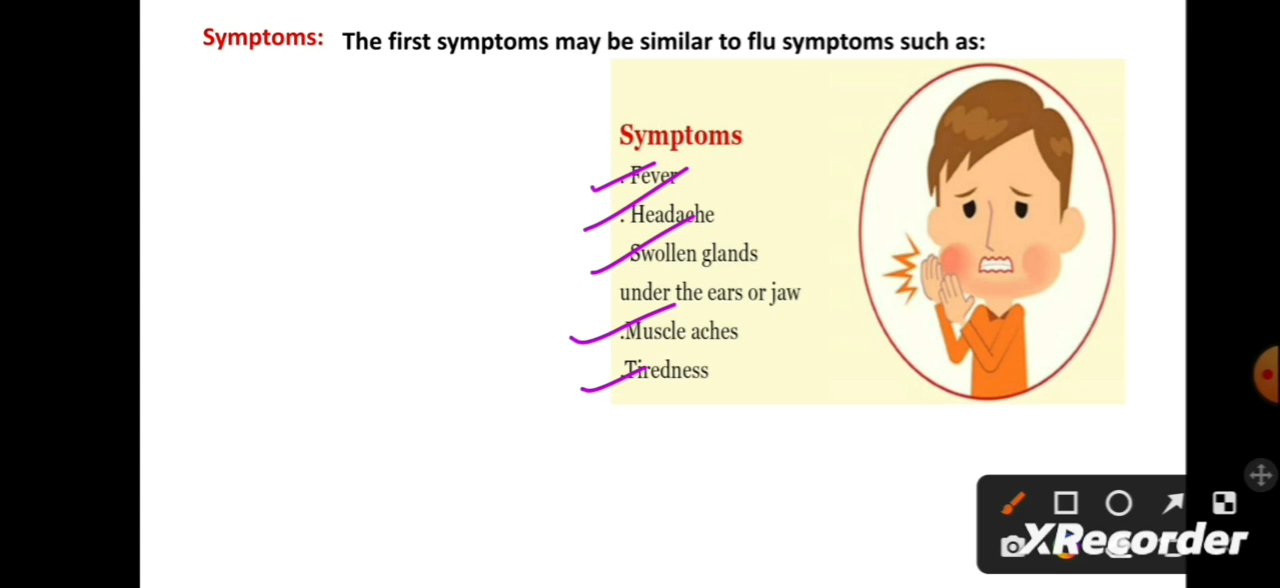 Symptoms: The first symptoms may be similar to flu symptoms such as:
Symptoms
. Fever
. Headache
. Swollen glands
under the ears or jaw
.Muscle aches
.Tiredness
XRecorder